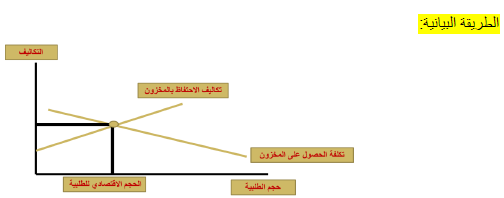 الطريقة البيانية:
التكاليف
تكاليف الاحتفاظ بالمخزون
تكلفة الحصول على المخزون
الحجم الاقتصادي للطلبية
حجم الطلبية